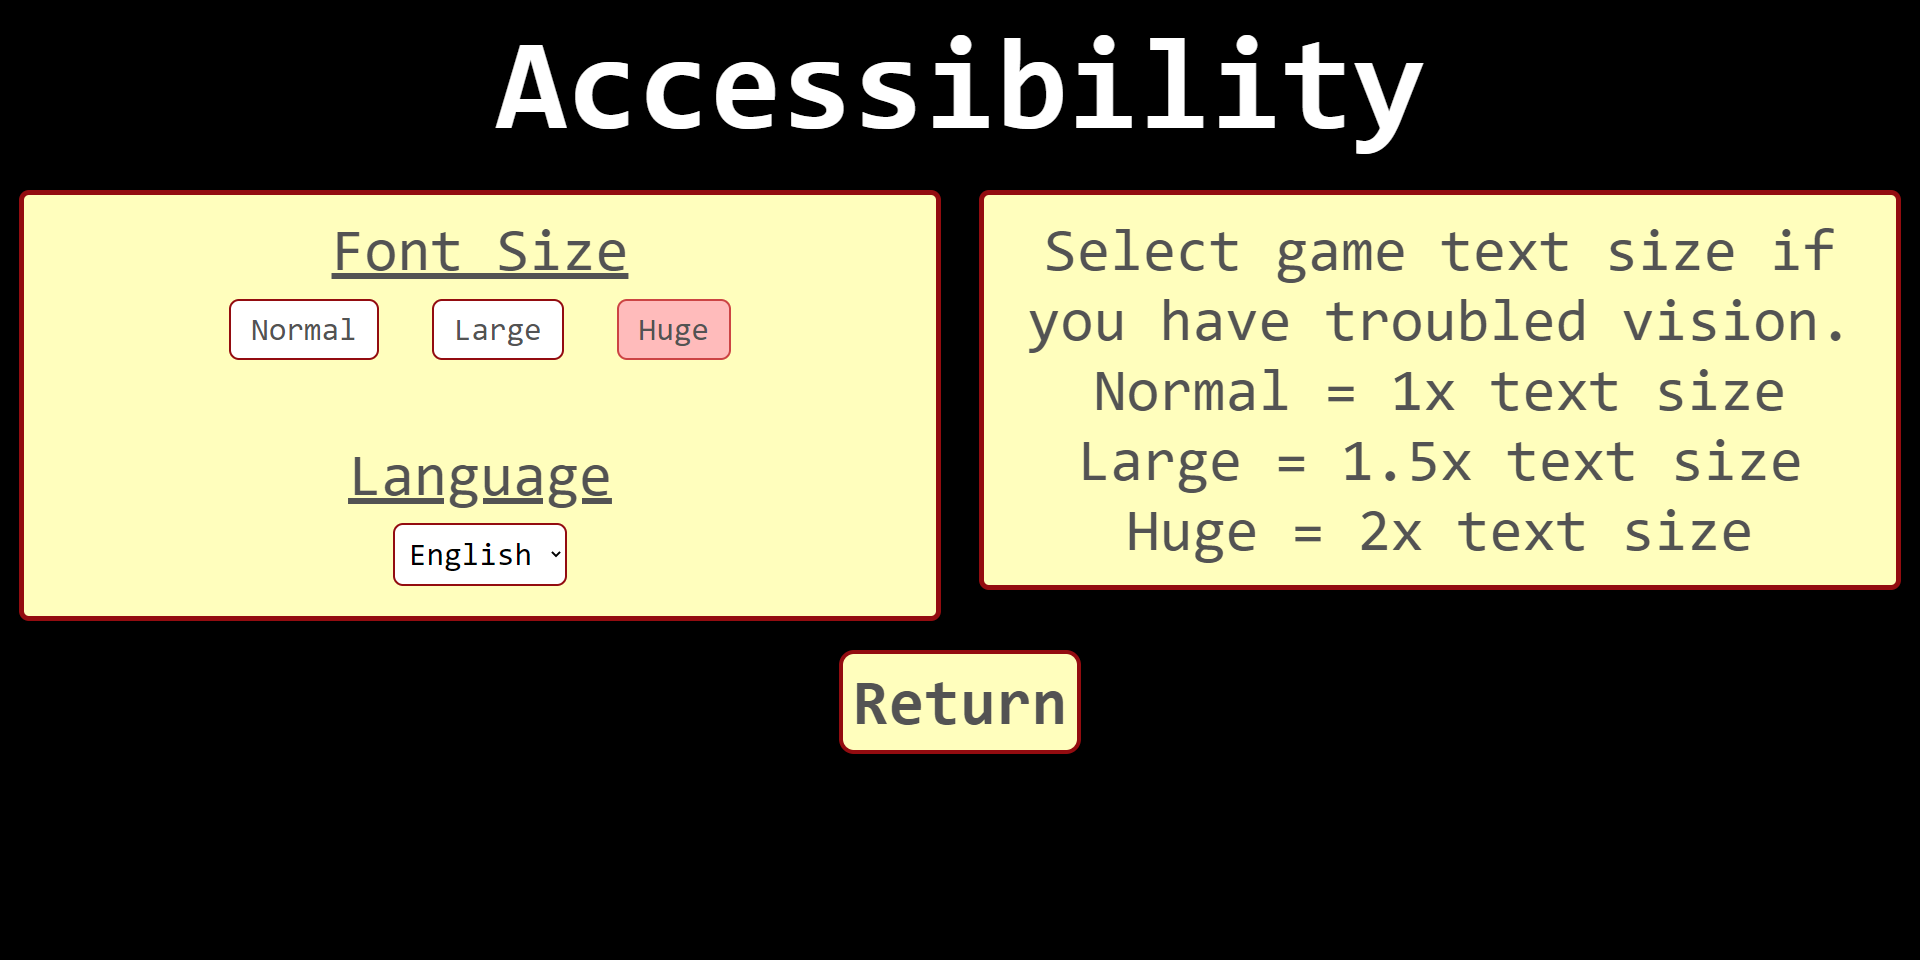 Accessibility
Font Size
Normal Large Huge
Language
English
Select game text size if
you have troubled vision.
Normal = 1x text size
Large = 1.5x text size
Huge = 2x text size
Return